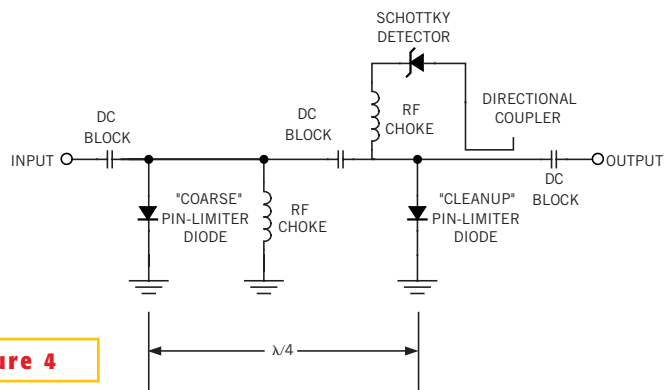 SCHOTTKY
DETECTOR
DC
BLOCK
DC
BLOCK
RF
CHOKE
DIRECTIONAL
COUPLER
INPUT
OUTPUT
DC
BLOCK
"COARSE"
PIN-LIMITER
DIODE
RF
CHOKE
"CLEANUP"
PIN-LIMITER
DIODE
λ/4
ure 4